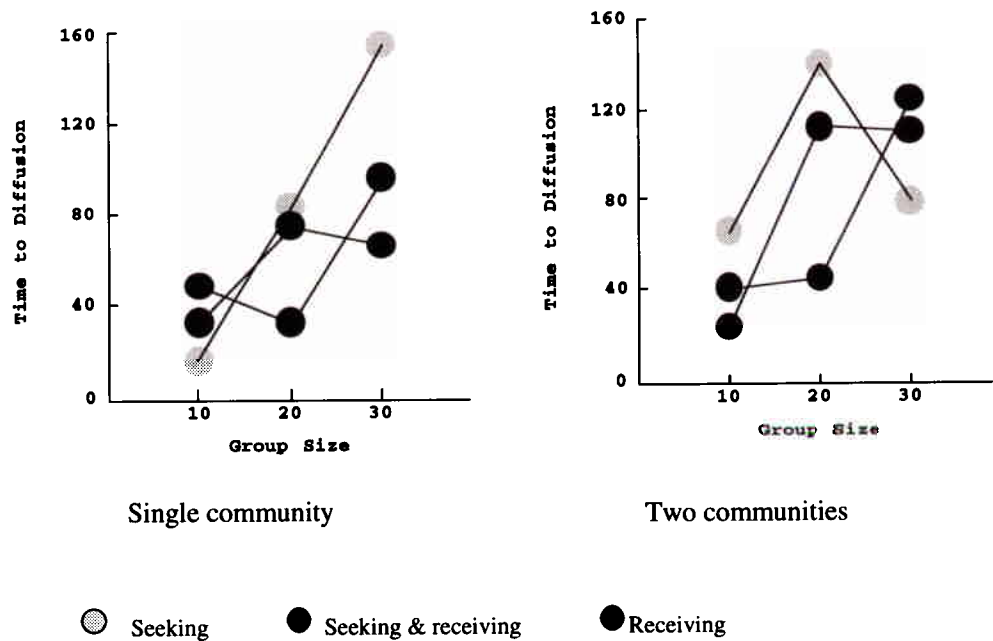 160
120
80
40
0
10 20 30
Group Size
Time to Diffusion
Single community
160
120
80
40
0
10 20 30
Group Size
Time to Diffusion
Two communities
Seeking Seeking & receiving Receiving